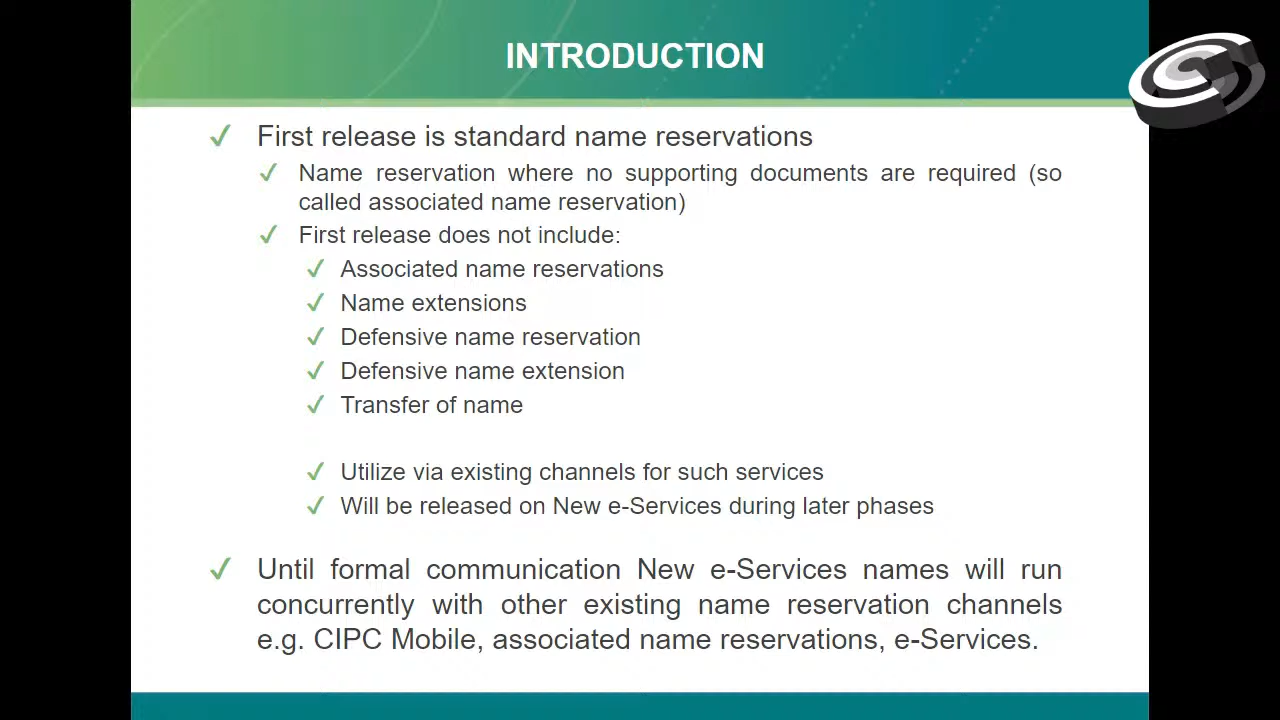 INTRODUCTION
First release is standard name reservations
Name reservation where no supporting documents are required (so
called associated name reservation)
First release does not include:
Associated name reservations
Name extensions
Defensive name reservation
Defensive name extension
Transfer of name
Utilize via existing channels for such services
Will be released on New e-Services during later phases
Until formal communication New e-Services names will run
concurrently with other existing name reservation channels
e.g. CIPC Mobile, associated name reservations, e-Services.